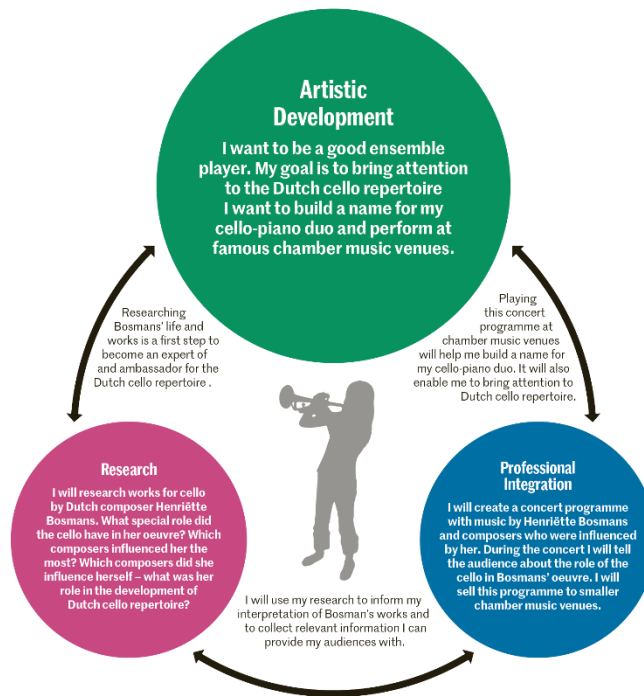 Artistic
Development
I want to be a good ensemble
player. My goal is to bring attention
to the Dutch cello repertoire
I want to build a name for my
cello-piano duo and perform at
famous chamber music venues.
Researching
Bosmans' life and
works is a first step to
become an expert of
and ambassador for the
Dutch cello repertoire .
Playing
this concert
programme at
chamber music venues
will help me build a name for
my cello-piano duo. It will also
enable me to bring attention to
Dutch cello repertoire.
Research
I will research works for cello
by Dutch composer Henriëtte
Bosmans. What special role did
the cello have in her oeuvre? Which
composers influenced her the
most? Which composers did she
influence herself – what was her
role in the development of
Dutch cello repertoire?
Professional
Integration
I will create a concert programme
with music by Henriëtte Bosmans
and composers who were influenced
by her. During the concert I will tell
the audience about the role of the
cello in Bosmans' oeuvre. I will
sell this programme to smaller
chamber music venues.
I will use my research to inform my
interpretation of Bosman's works and
to collect relevant information I can
provide my audiences with.